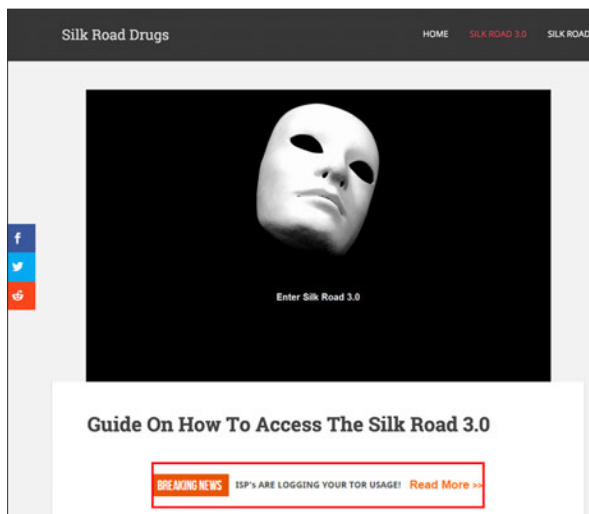 Silk Road Drugs
HOME SILK ROAD 3.0 SILK ROAD
Enter Silk Road 3.0
Guide On How To Access The Silk Road 3.0
BREAKING NEWS ISP's ARE LOGGING YOUR TOR USAGE! Read More >>